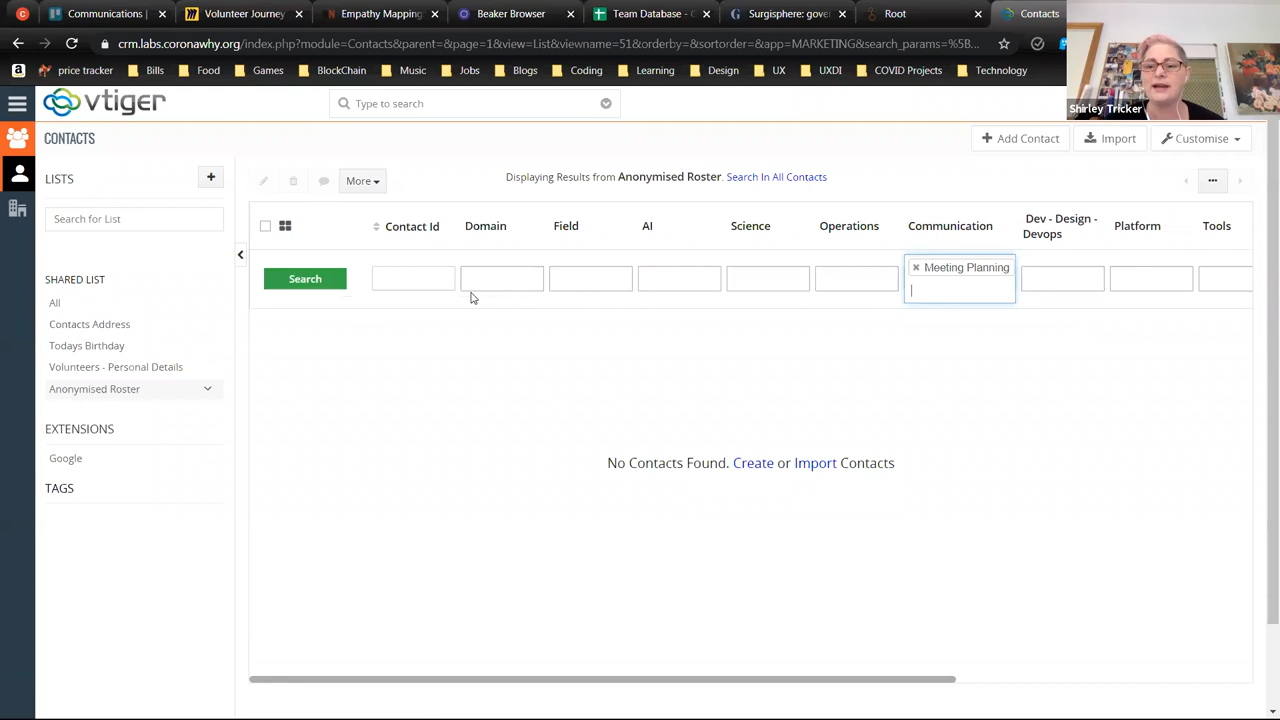 Communications |
Volunteer Journey
Empathy Mapping
Beaker Browser
Team Database - G
Surgisphere: gover
Root
Contacts
crm.labs.coronawhy.org/index.php?module=Contacts&parent=&page=1&view=List&viewname=51&orderby=&sortorder=&app=MARKETING&search_params=%5B...
price tracker
Bills
Food
Games
BlockChain
Music
Jobs
Blogs
Coding
Learning
Design
UX
UXDI
COVID Projects
Technology
Shirley Tricker
vtiger
Type to search
CONTACTS
Add Contact
Import
Customise
LISTS
More
Displaying Results from Anonymised Roster. Search In All Contacts
Search for List
Contact Id
Domain
Field
AI
Science
Operations
Communication
Dev - Design -
Devops
Platform
Tools
Search
Meeting Planning
SHARED LIST
All
Contacts Address
Todays Birthday
Volunteers - Personal Details
Anonymised Roster
EXTENSIONS
Google
TAGS
No Contacts Found. Create or Import Contacts